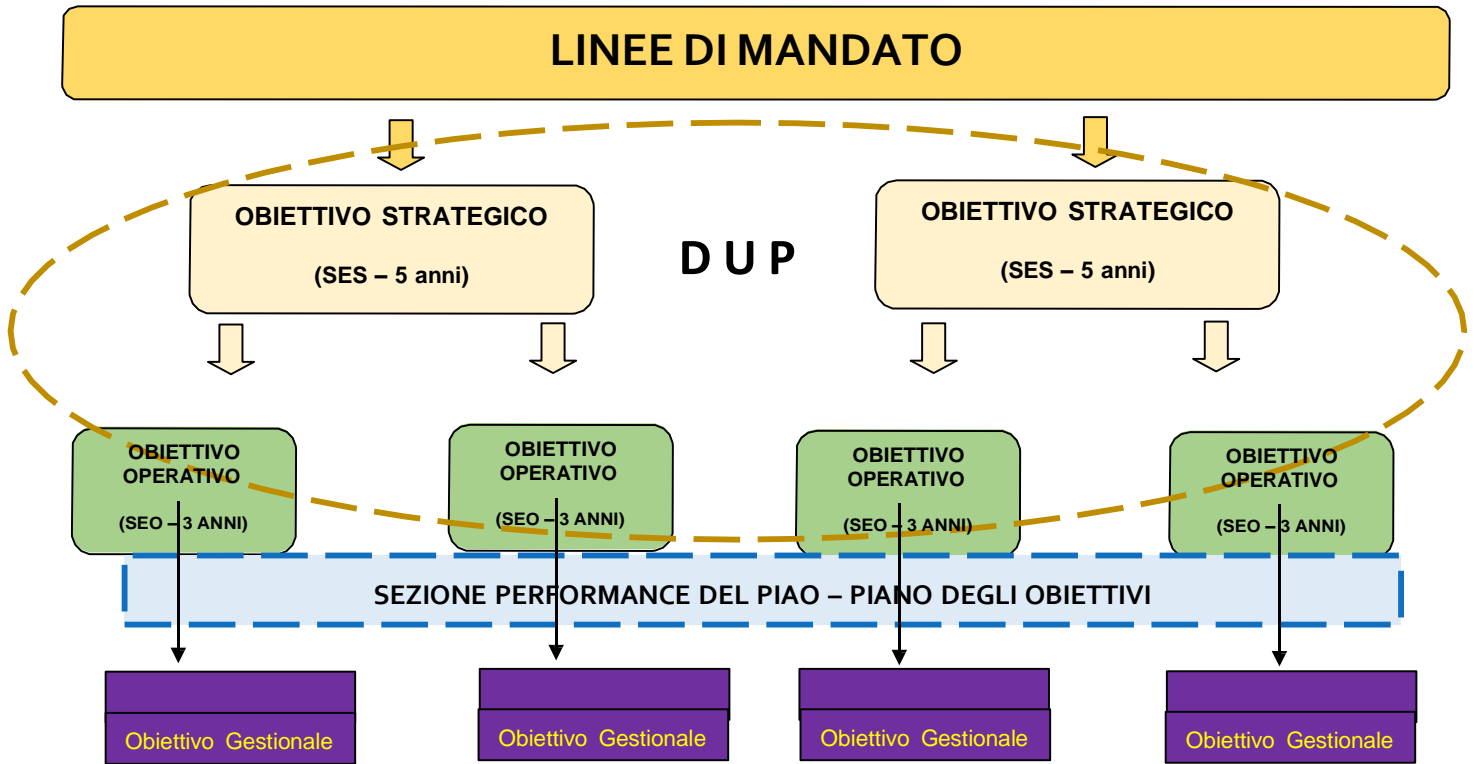 LINEE DI MANDATO
OBIETTIVO STRATEGICO
(SES – 5 anni)
D U P
OBIETTIVO STRATEGICO
(SES – 5 anni)
OBIETTIVO
OPERATIVO
(SEO – 3 ANNI)
OBIETTIVO
OPERATIVO
(SEO – 3 ANNI)
OBIETTIVO
OPERATIVO
(SEO – 3 ANNI)
OBIETTIVO
OPERATIVO
(SEO – 3 ANNI)
SEZIONE PERFORMANCE DEL PIAO – PIANO DEGLI OBIETTIVI
Obiettivo Gestionale
Obiettivo Gestionale
Obiettivo Gestionale
Obiettivo Gestionale